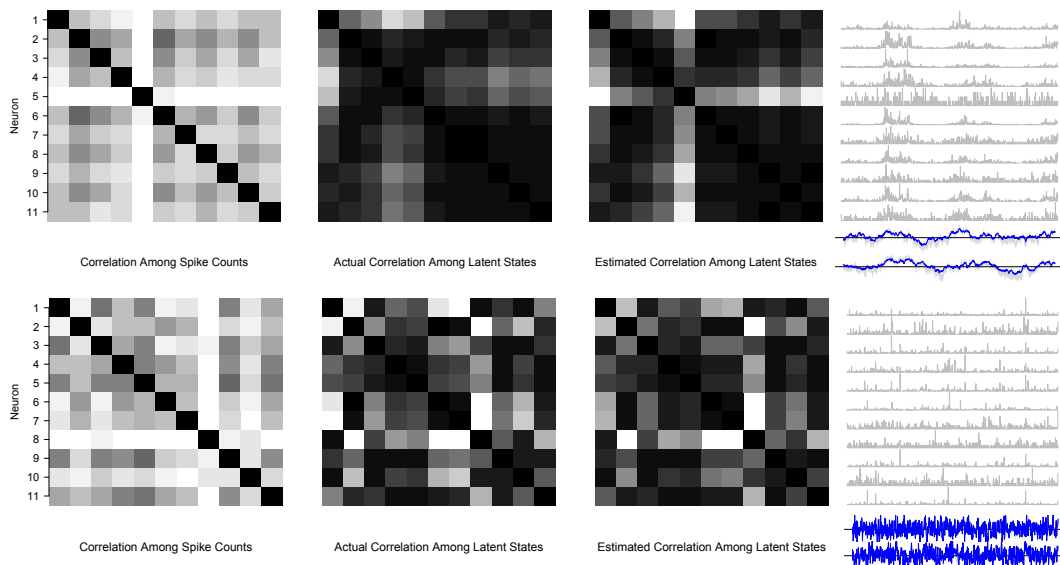 1
2
3
4
5
6
7
8
9
10
11
Neuron
Correlation Among Spike Counts
Actual Correlation Among Latent States
Estimated Correlation Among Latent States
1
2
3
4
5
6
7
8
9
10
11
Neuron
Correlation Among Spike Counts
Actual Correlation Among Latent States
Estimated Correlation Among Latent States